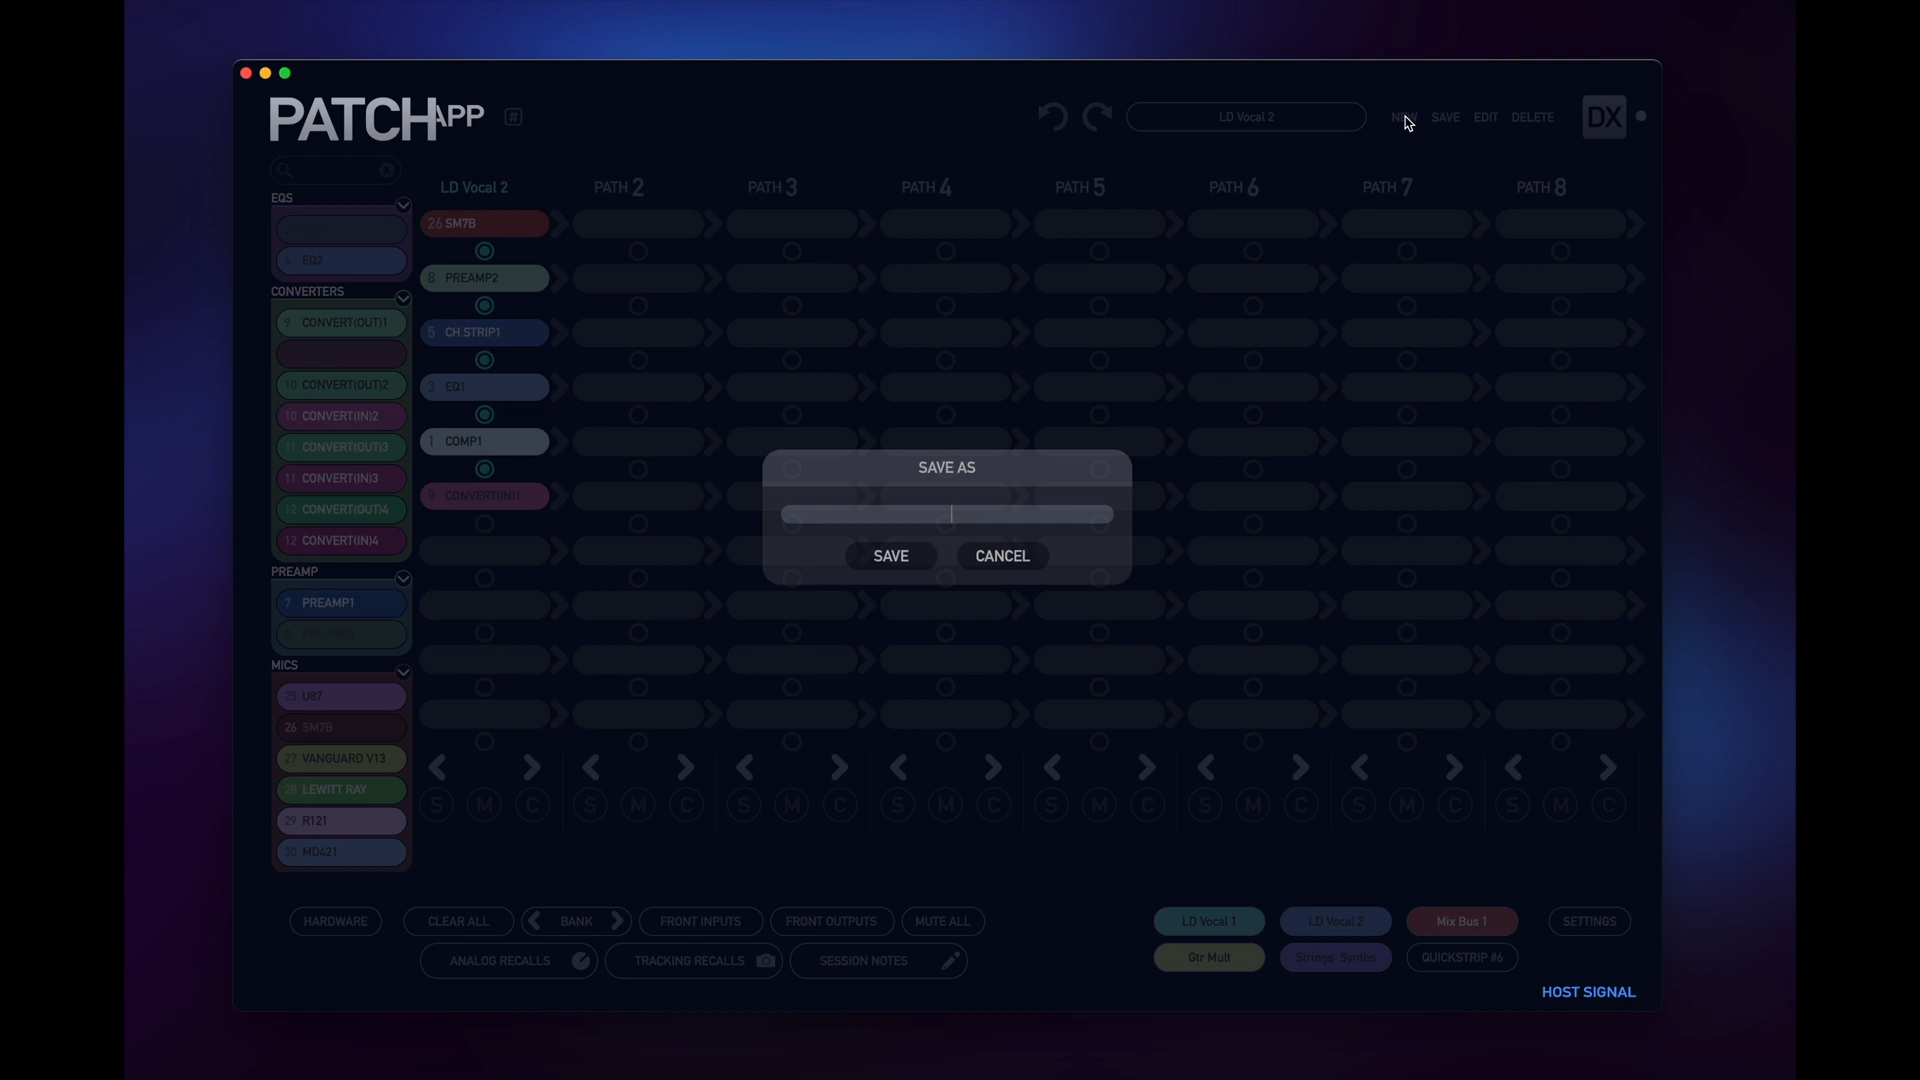 PATCHAPP #
LD Vocal 2
NEW SAVE EDIT DELETE
DX
EQS
4 EQ2
CONVERTERS
9 CONVERT(OUT)1
10 CONVERT(OUT)2
10 CONVERT(IN)2
11 CONVERT(OUT)3
11 CONVERT(IN)3
12 CONVERT(OUT)4
12 CONVERT(IN)4
PREAMP
7 PREAMP1
8 PREAMP2
MICS
25 U87
26 SM7B
27 VANGUARD V13
28 LEWITT RAY
29 R121
30 MD421
LD Vocal 2 PATH 2 PATH 3 PATH 4 PATH 5 PATH 6 PATH 7 PATH 8
26 SM7B
8 PREAMP2
5 CH.STRIP1
3 EQ1
1 COMP1
9 CONVERT(IN)1
SAVE AS
SAVE CANCEL
S M C S M C S M C S M C S M C S M C S M C S M C
HARDWARE CLEAR ALL BANK FRONT INPUTS FRONT OUTPUTS MUTE ALL
ANALOG RECALLS TRACKING RECALLS SESSION NOTES
LD Vocal 1 LD Vocal 2 Mix Bus 1 SETTINGS
Gtr Mult Strings Synths QUICKSTRIP #6
HOST SIGNAL